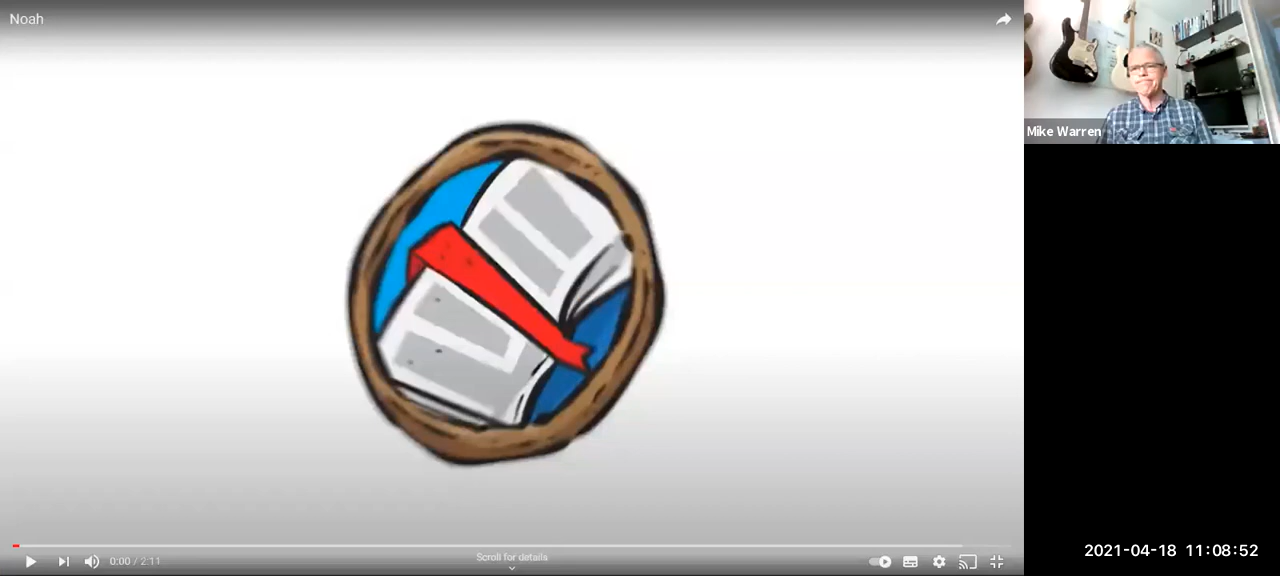 Noah
Mike Warren
0:00 / 2:11
Scroll for details
2021-04-18 11:08:52